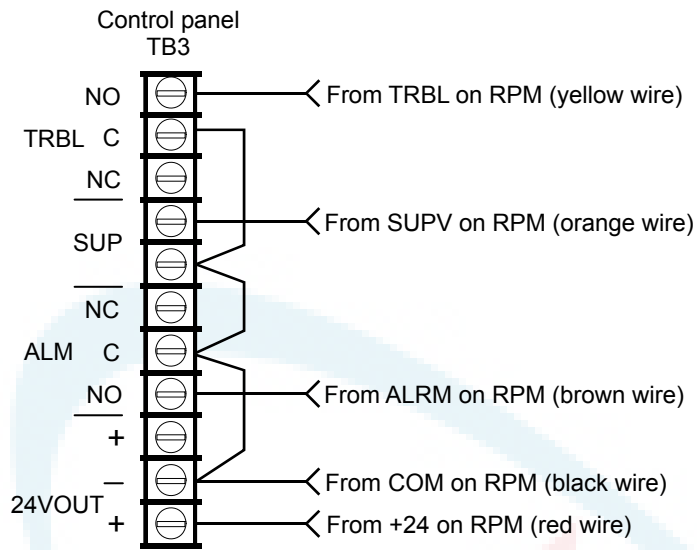 Control panel
TB3
NO
From TRBL on RPM (yellow wire)
TRBL C
NC
From SUPV on RPM (orange wire)
SUP
NC
ALM C
NO
From ALRM on RPM (brown wire)
+
–
From COM on RPM (black wire)
24VOUT
+
From +24 on RPM (red wire)